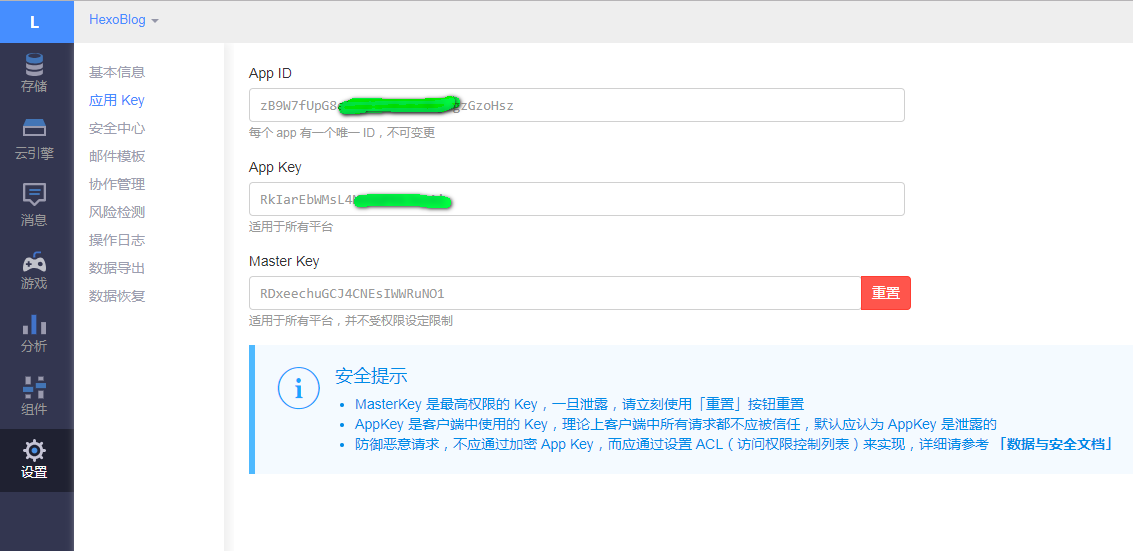 L
HexoBlog
存储
云引擎
消息
游戏
分析
组件
设置
基本信息
应用 Key
安全中心
邮件模板
协作管理
风险检测
操作日志
数据导出
数据恢复
App ID
zB9W7fUpG8 gzGzoHsz
每个 app 有一个唯一 ID，不可变更
App Key
RkIarEbWMsL4
适用于所有平台
Master Key
RDxeechuGCJ4CNEsIWWRuNO1
重置
适用于所有平台，并不受权限设定限制
安全提示
• MasterKey 是最高权限的 Key，一旦泄露，请立刻使用「重置」按钮重置
• AppKey 是客户端中使用的 Key，理论上客户端中所有请求都不应被信任，默认应认为 AppKey 是泄露的
• 防御恶意请求，不应通过加密 App Key，而应通过设置 ACL（访问权限控制列表）来实现，详细请参考 「数据与安全文档」